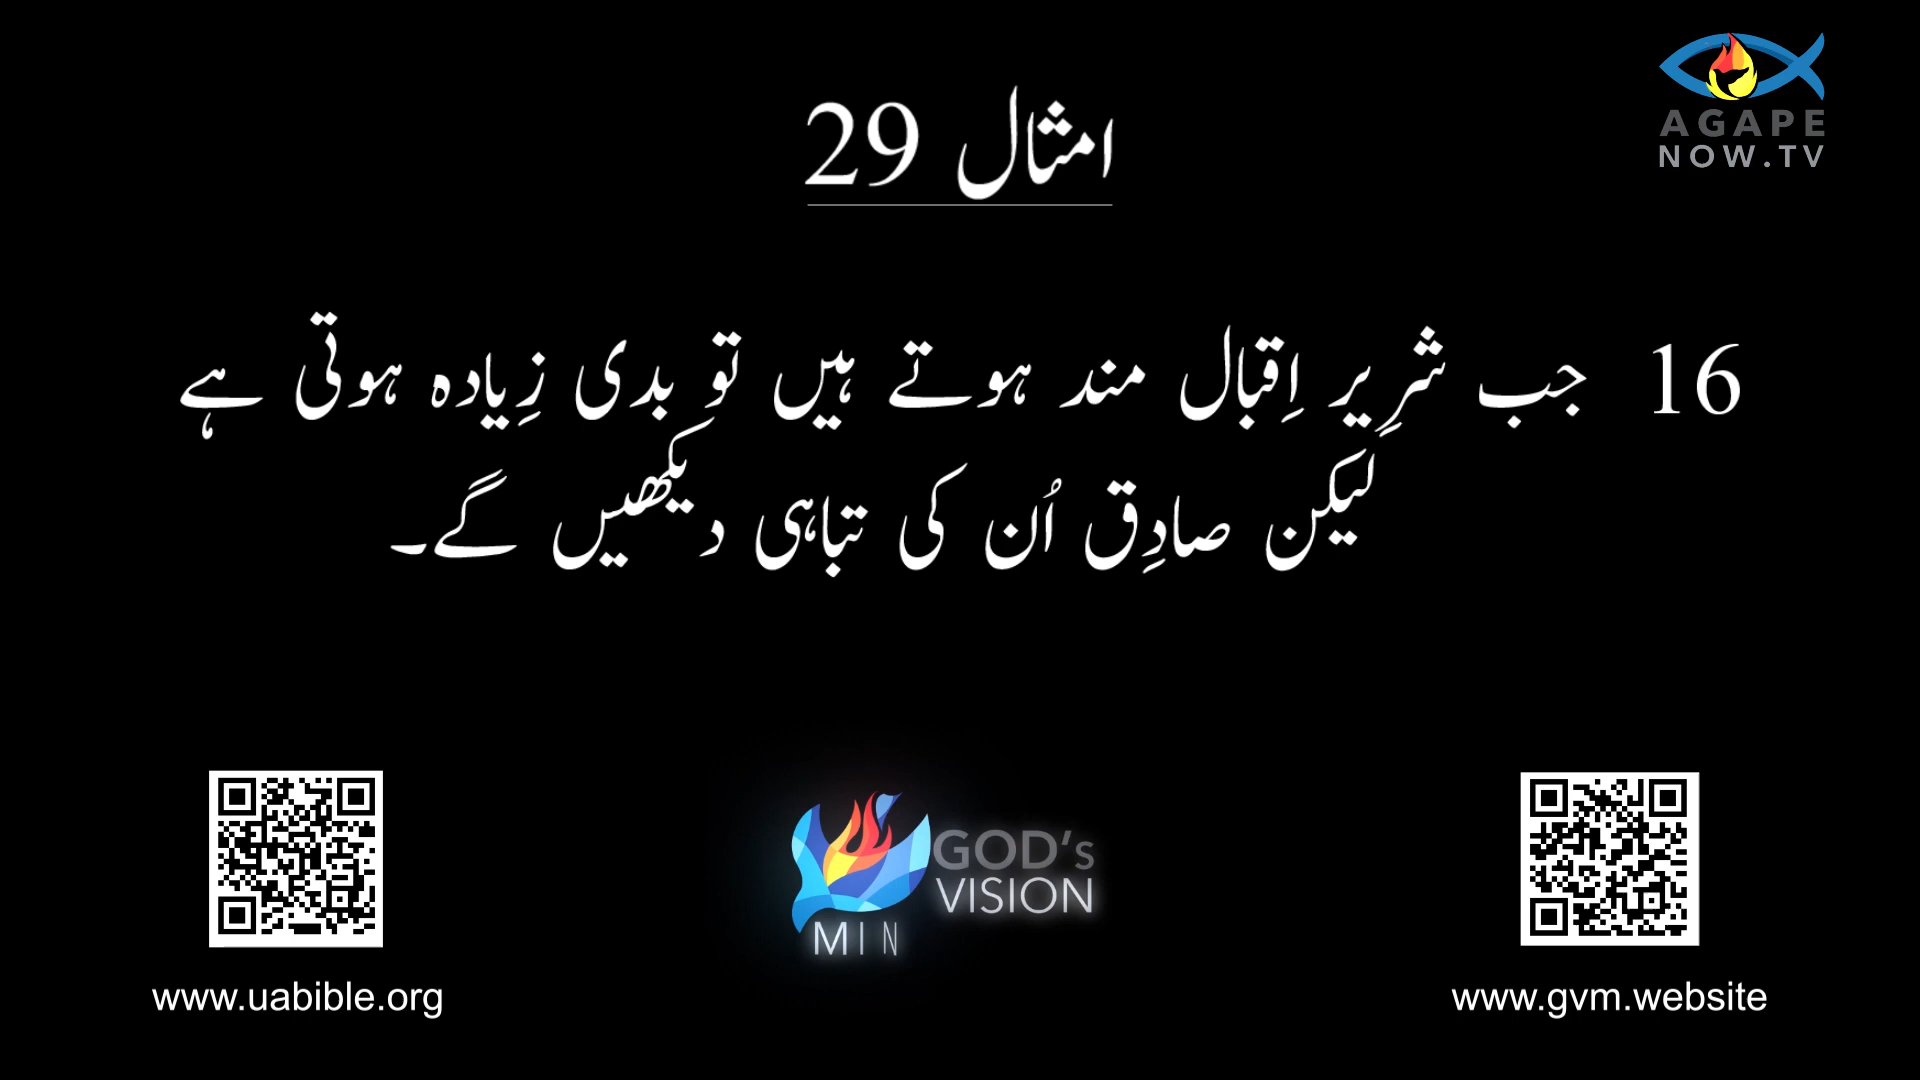 AGAPE
NOW.TV
امثال 29
16 جب شرِیر اِقبال مند ہوتے ہیں تو بدی زِیادہ ہوتی ہے
لیکن صادِق اُن کی تباہی دیکھیں گے۔
GOD's
VISION
MIN
www.uabible.org
www.gvm.website